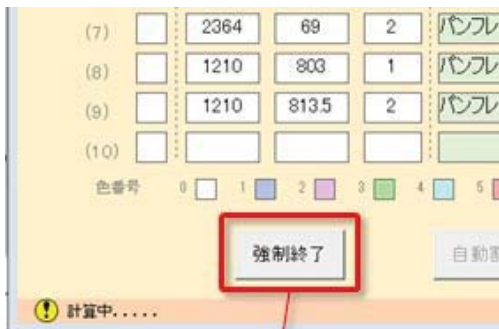 (7) 2364 69 2 パンフレ
(8) 1210 803 1 パンフレ
(9) 1210 813.5 2 パンフレ
(10)
色番号 0 1 2 3 4 5
強制終了 自動
計算中.....